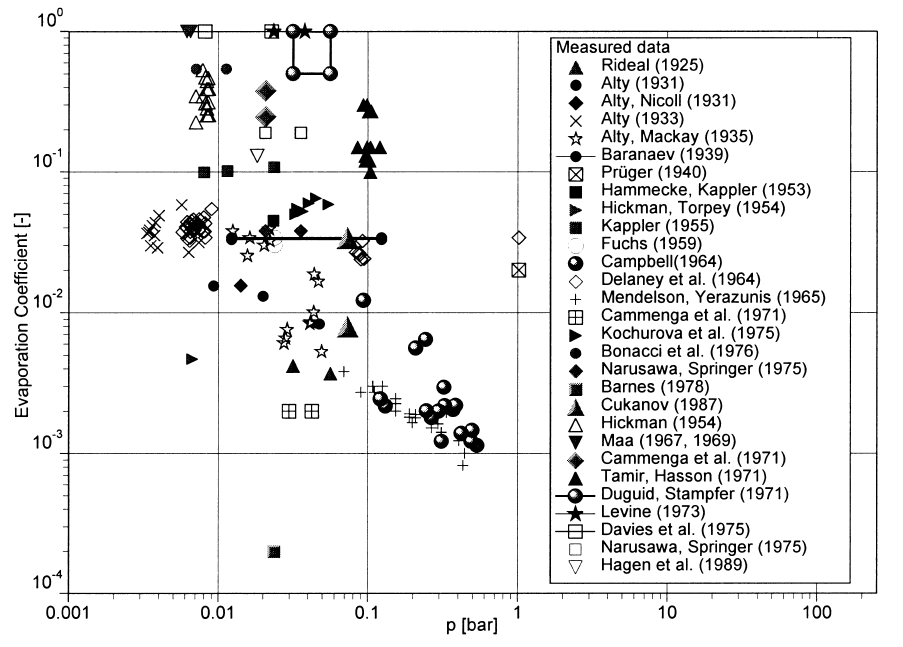 10⁰
10⁻¹
10⁻²
10⁻³
10⁻⁴
Evaporation Coefficient [-]
0.001
0.01
0.1
1
10
100
p [bar]
Measured data
Rideal (1925)
Alty (1931)
Alty, Nicoll (1931)
Alty (1933)
Alty, Mackay (1935)
Baranaev (1939)
Prüger (1940)
Hammecke, Kappler (1953)
Hickman, Torpey (1954)
Kappler (1955)
Fuchs (1959)
Campbell(1964)
Delaney et al. (1964)
Mendelson, Yerazunis (1965)
Cammenga et al. (1971)
Kochurova et al. (1975)
Bonacci et al. (1976)
Narusawa, Springer (1975)
Barnes (1978)
Cukanov (1987)
Hickman (1954)
Maa (1967, 1969)
Cammenga et al. (1971)
Tamir, Hasson (1971)
Duguid, Stampfer (1971)
Levine (1973)
Davies et al. (1975)
Narusawa, Springer (1975)
Hagen et al. (1989)